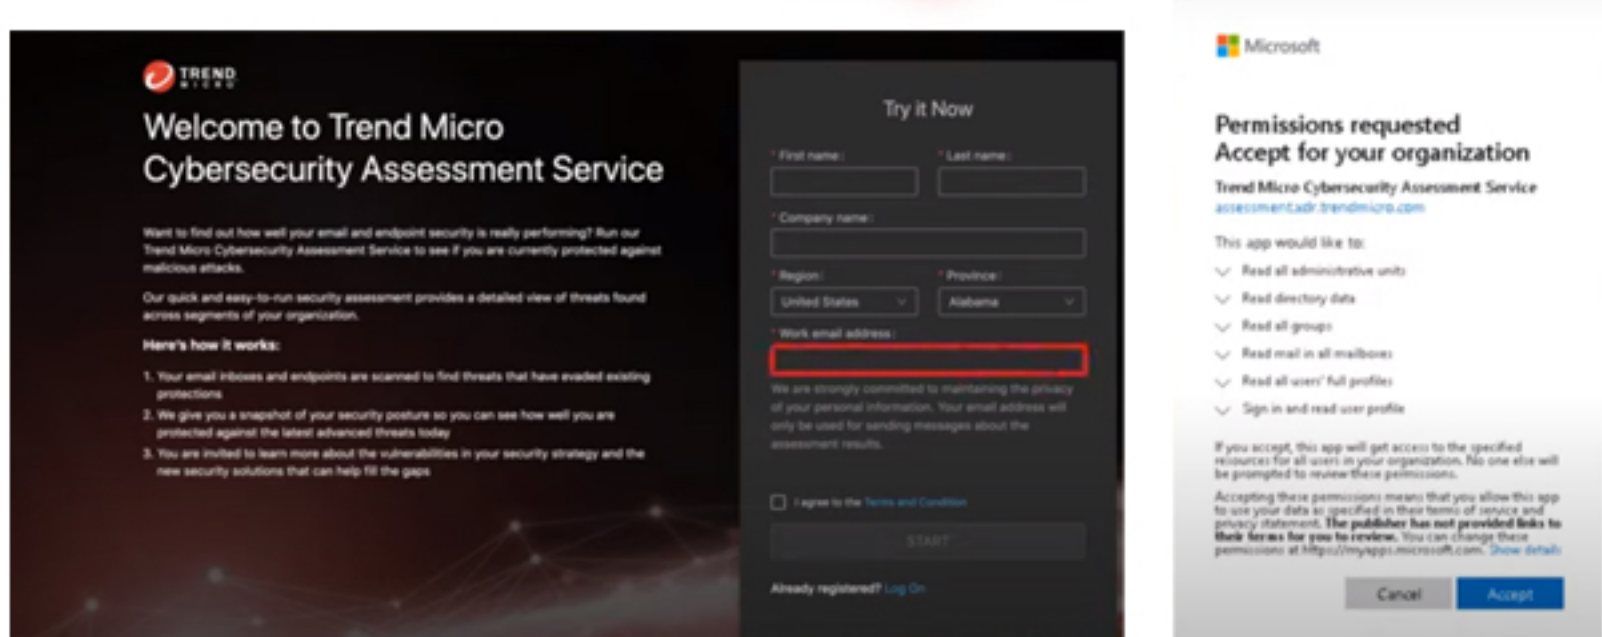 TREND
MICRO
Welcome to Trend Micro
Cybersecurity Assessment Service
Want to find out how well your email and endpoint security is really performing? Run our
Trend Micro Cybersecurity Assessment Service to see if you are currently protected against
malicious attacks.
Our quick and easy-to-run security assessment provides a detailed view of threats found
across segments of your organization.
Here's how it works:
1. Your email inboxes and endpoints are scanned to find threats that have evaded existing
protections
2. We give you a snapshot of your security posture so you can see how well you are
protected against the latest advanced threats today
3. You are invited to learn more about the vulnerabilities in your security strategy and the
new security solutions that can help fill the gaps
Try it Now
* First name:
* Last name:
* Company name:
* Region:
* Province:
United States
Alabama
* Work email address:
We are strongly committed to maintaining the privacy
of your personal information. Your email address will
only be used for sending messages about the
assessment results.
I agree to the Terms and Condition
START
Already registered? Log On
Microsoft
Permissions requested
Accept for your organization
Trend Micro Cybersecurity Assessment Service
assessment.xdr.trendmicro.com
This app would like to:
Read all administrative units
Read directory data
Read all groups
Read mail in all mailboxes
Read all users' full profiles
Sign in and read user profile
If you accept, this app will get access to the specified
resources for all users in your organization. No one else will
be prompted to review these permissions.
Accepting these permissions means that you allow this app
to use your data as specified in their terms of service and
privacy statement. The publisher has not provided links to
their terms for you to review. You can change these
permissions at https://myapps.microsoft.com. Show details
Cancel
Accept